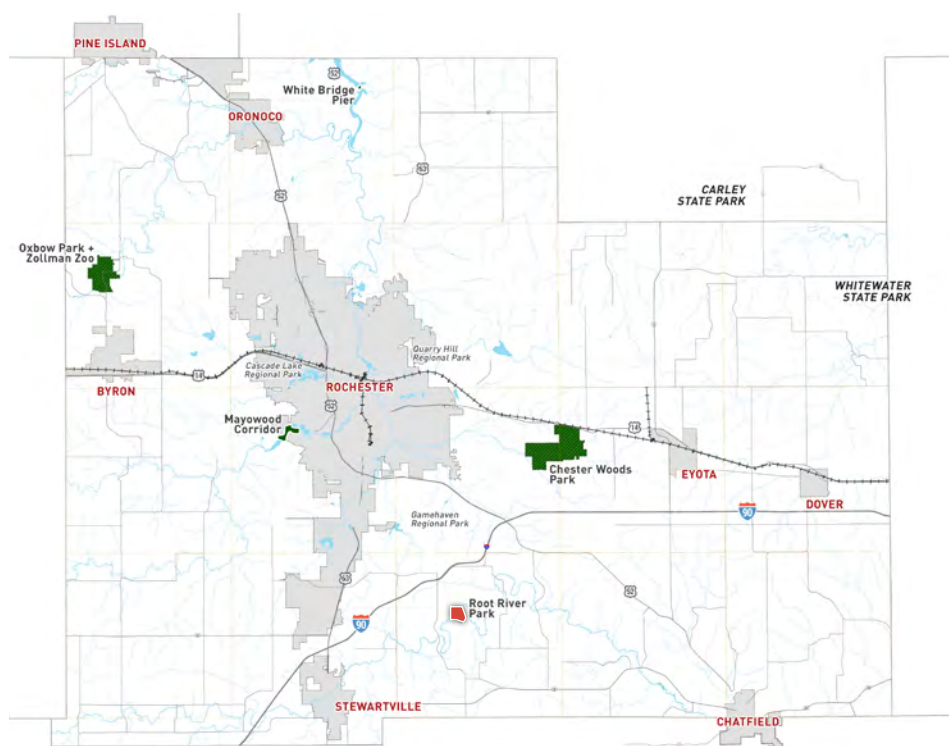 PINE ISLAND
52
White Bridge
Pier
ORONOCO
63
52
CARLEY
STATE PARK
Oxbow Park +
Zollman Zoo
WHITEWATER
STATE PARK
Quarry Hill
Regional Park
Cascade Lake
Regional Park
14
ROCHESTER
BYRON
52
Mayowood
Corridor
14
Chester Woods
Park
EYOTA
DOVER
Gamehaven
Regional Park
90
63
52
Root River
Park
90
STEWARTVILLE
CHATFIELD